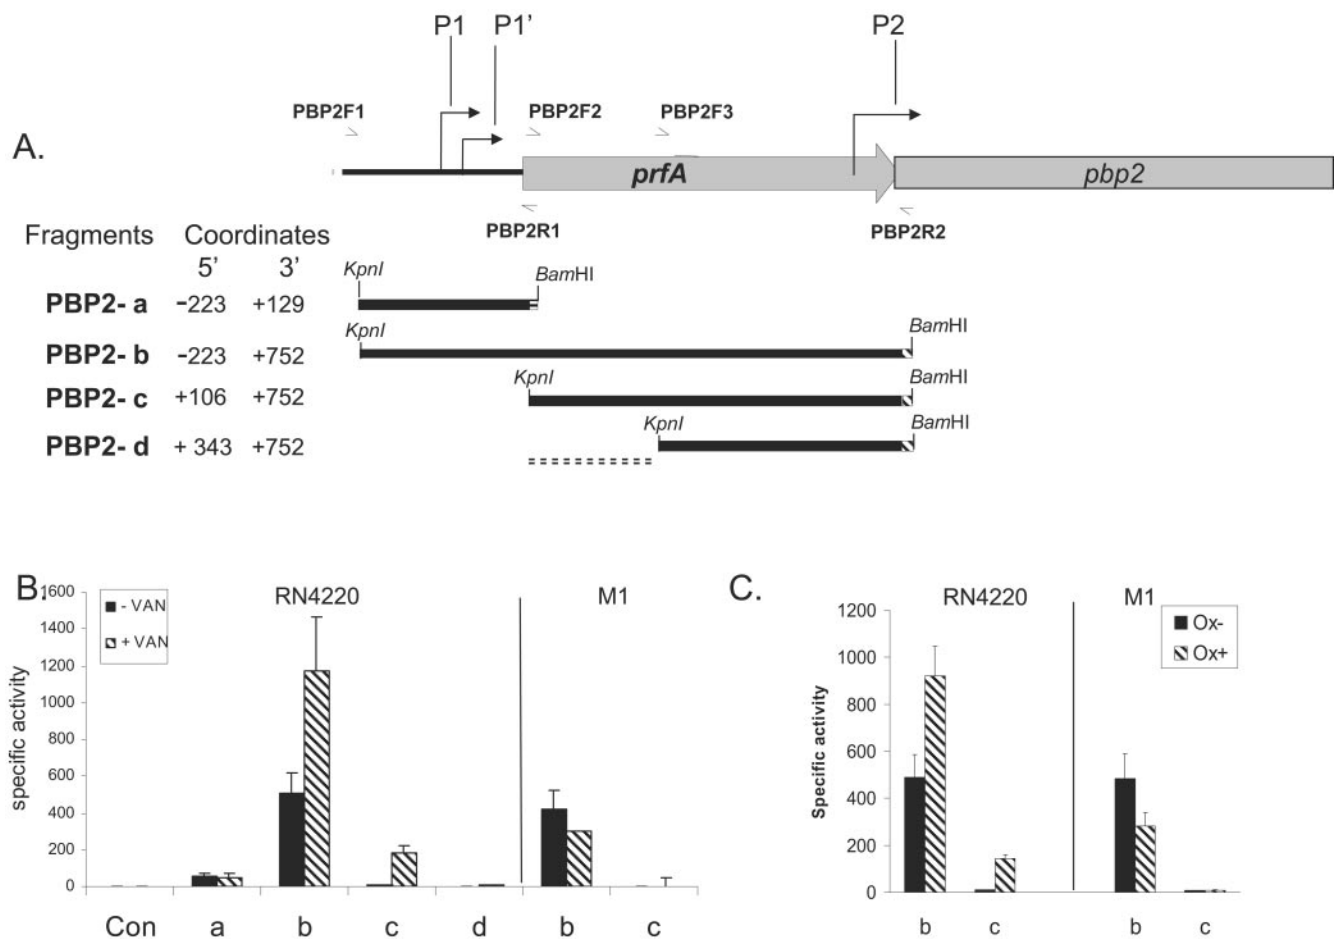 P1 P1’ P2
PBP2F1 PBP2F2 PBP2F3
A.
prfA pbp2
PBP2R1 PBP2R2
Fragments Coordinates
5’ 3’
KpnI BamHI
PBP2- a -223 +129
KpnI BamHI
PBP2- b -223 +752
KpnI BamHI
PBP2- c +106 +752
KpnI BamHI
PBP2- d + 343 +752
B.
RN4220 M1
- VAN
+ VAN
specific activity
1600
1400
1200
1000
800
600
400
200
0
Con a b c d b c
C.
RN4220 M1
Ox-
Ox+
Specific activity
1200
1000
800
600
400
200
0
b c b c